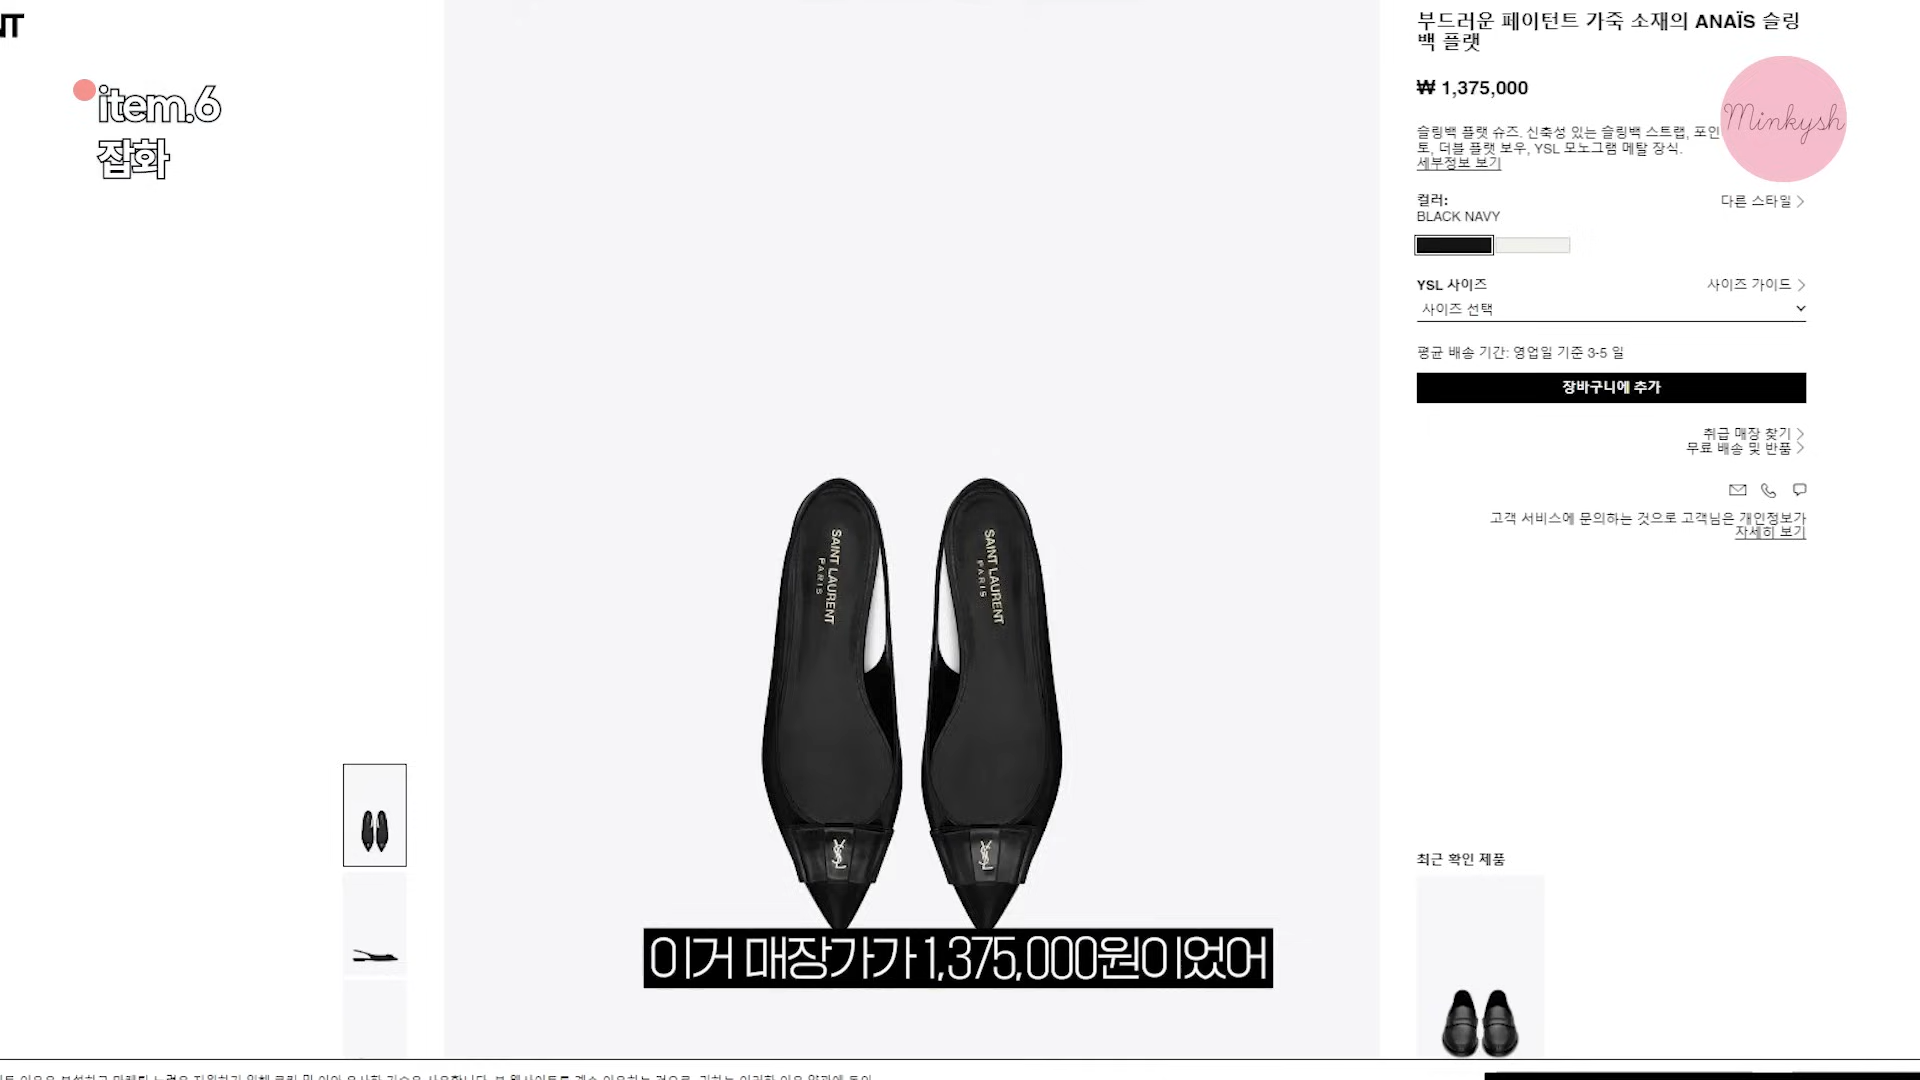 NT
item.6
잡화
부드러운 페이턴트 가죽 소재의 ANAÏS 슬링
백 플랫
₩ 1,375,000
Minkysh
슬링백 플랫 슈즈. 신축성 있는 슬링백 스트랩, 포인
토, 더블 플랫 보우, YSL 모노그램 메탈 장식.
세부정보 보기
컬러:
다른 스타일
BLACK NAVY
YSL 사이즈
사이즈 가이드
사이즈 선택
평균 배송 기간: 영업일 기준 3-5 일
장바구니에 추가
취급 매장 찾기
무료 배송 및 반품
고객 서비스에 문의하는 것으로 고객님은 개인정보가
자세히 보기
SAINT LAURENT
PARIS
SAINT LAURENT
PARIS
YSL
YSL
최근 확인 제품
이거 매장가가 1,375,000원이었어